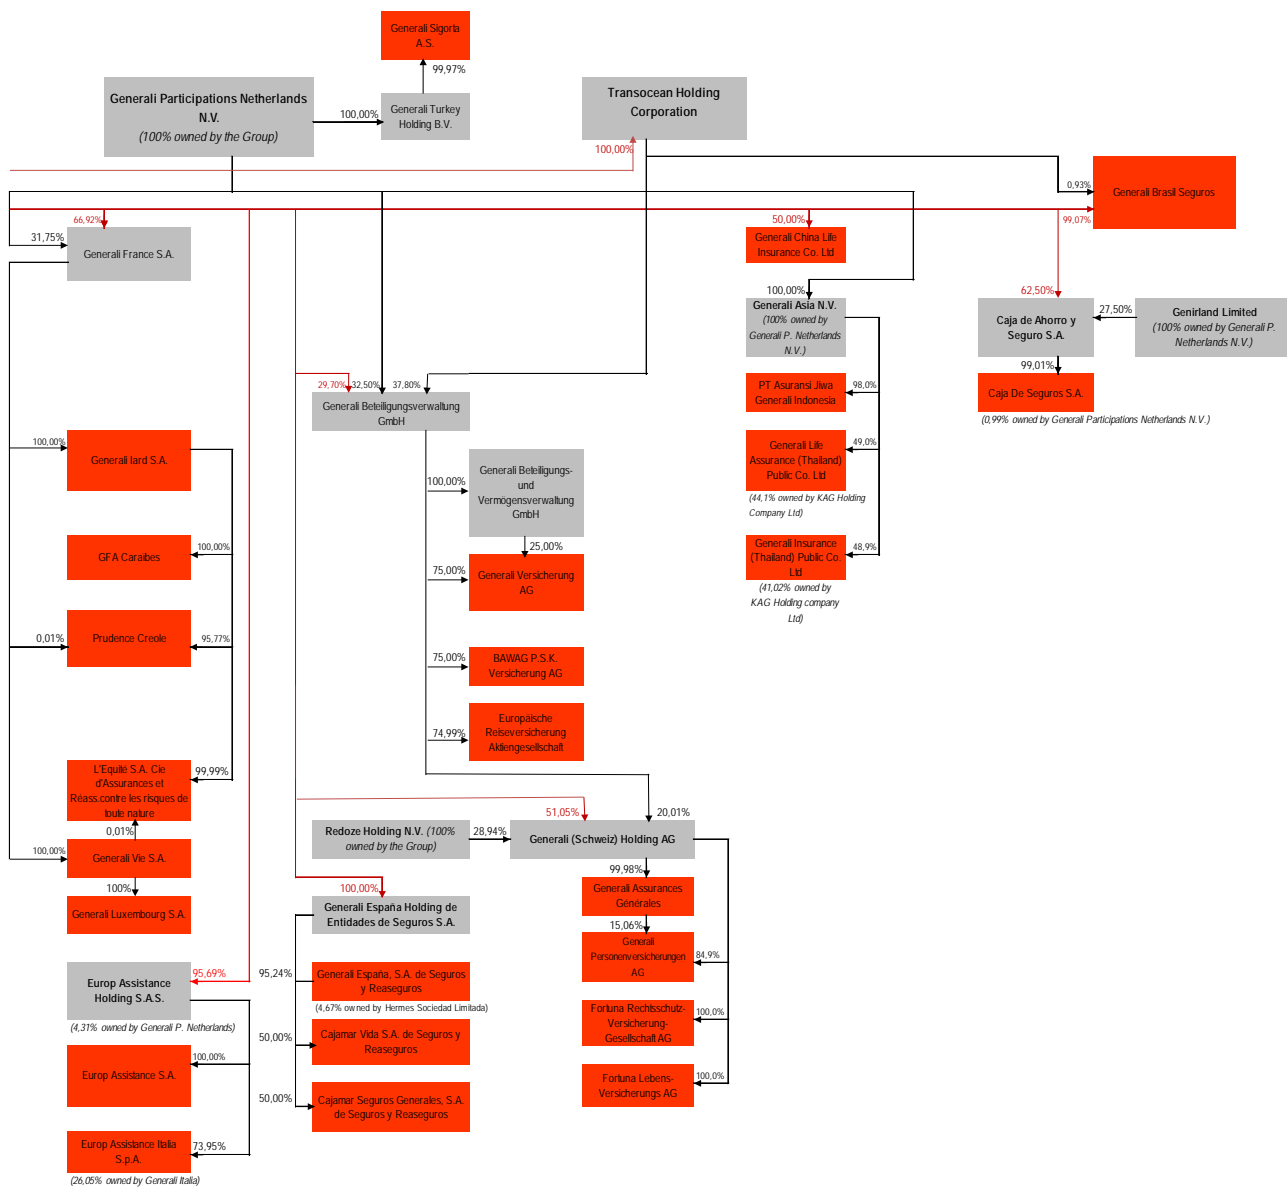 Generali Sigorta
A.S.
99,97%
Generali Participations Netherlands
N.V.
(100% owned by the Group)
100,00%
Generali Turkey
Holding B.V.
Transocean Holding
Corporation
100,00%
0,93%
Generali Brasil Seguros
99,07%
66,92%
31,75%
Generali France S.A.
50,00%
Generali China Life
Insurance Co. Ltd
100,00%
Generali Asia N.V.
(100% owned by
Generali P. Netherlands
N.V.)
62,50%
Caja de Ahorro y
Seguro S.A.
27,50%
Genirland Limited
(100% owned by Generali P.
Netherlands N.V.)
99,01%
Caja De Seguros S.A.
(0,99% owned by Generali Participations Netherlands N.V.)
29,70%
32,50%
37,80%
Generali Beteiligungsverwaltung
GmbH
PT Asuransi Jiwa
Generali Indonesia
98,0%
Generali Life
Assurance (Thailand)
Public Co. Ltd
49,0%
(44,1% owned by KAG Holding
Company Ltd)
Generali Insurance
(Thailand) Public Co.
Ltd
48,9%
(41,02% owned by
KAG Holding company
Ltd)
100,00%
Generali Iard S.A.
GFA Caraibes
100,00%
0,01%
Prudence Creole
95,77%
100,00%
Generali Beteiligungs-
und
Vermögensverwaltung
GmbH
25,00%
75,00%
Generali Versicherung
AG
75,00%
BAWAG P.S.K.
Versicherung AG
74,99%
Europäische
Reiseversicherung
Aktiengesellschaft
L'Equité S.A. Cie
d'Assurances et
Réass.contre les risques de
toute nature
99,99%
0,01%
100,00%
Generali Vie S.A.
100%
Generali Luxembourg S.A.
51,05%
20,01%
Redoze Holding N.V. (100%
owned by the Group)
28,94%
Generali (Schweiz) Holding AG
99,98%
Generali Assurances
Générales
15,06%
Generali
Personenversicherungen
AG
84,9%
Fortuna Rechtsschutz-
Versicherung-
Gesellschaft AG
100,0%
Fortuna Lebens-
Versicherungs AG
100,0%
100,00%
Generali España Holding de
Entidades de Seguros S.A.
95,24%
Generali España, S.A. de Seguros
y Reaseguros
(4,67% owned by Hermes Sociedad Limitada)
50,00%
Cajamar Vida S.A. de Seguros y
Reaseguros
50,00%
Cajamar Seguros Generales, S.A.
de Seguros y Reaseguros
95,69%
Europ Assistance
Holding S.A.S.
(4,31% owned by Generali P. Netherlands)
100,00%
Europ Assistance S.A.
Europ Assistance Italia
S.p.A.
73,95%
(26,05% owned by Generali Italia)